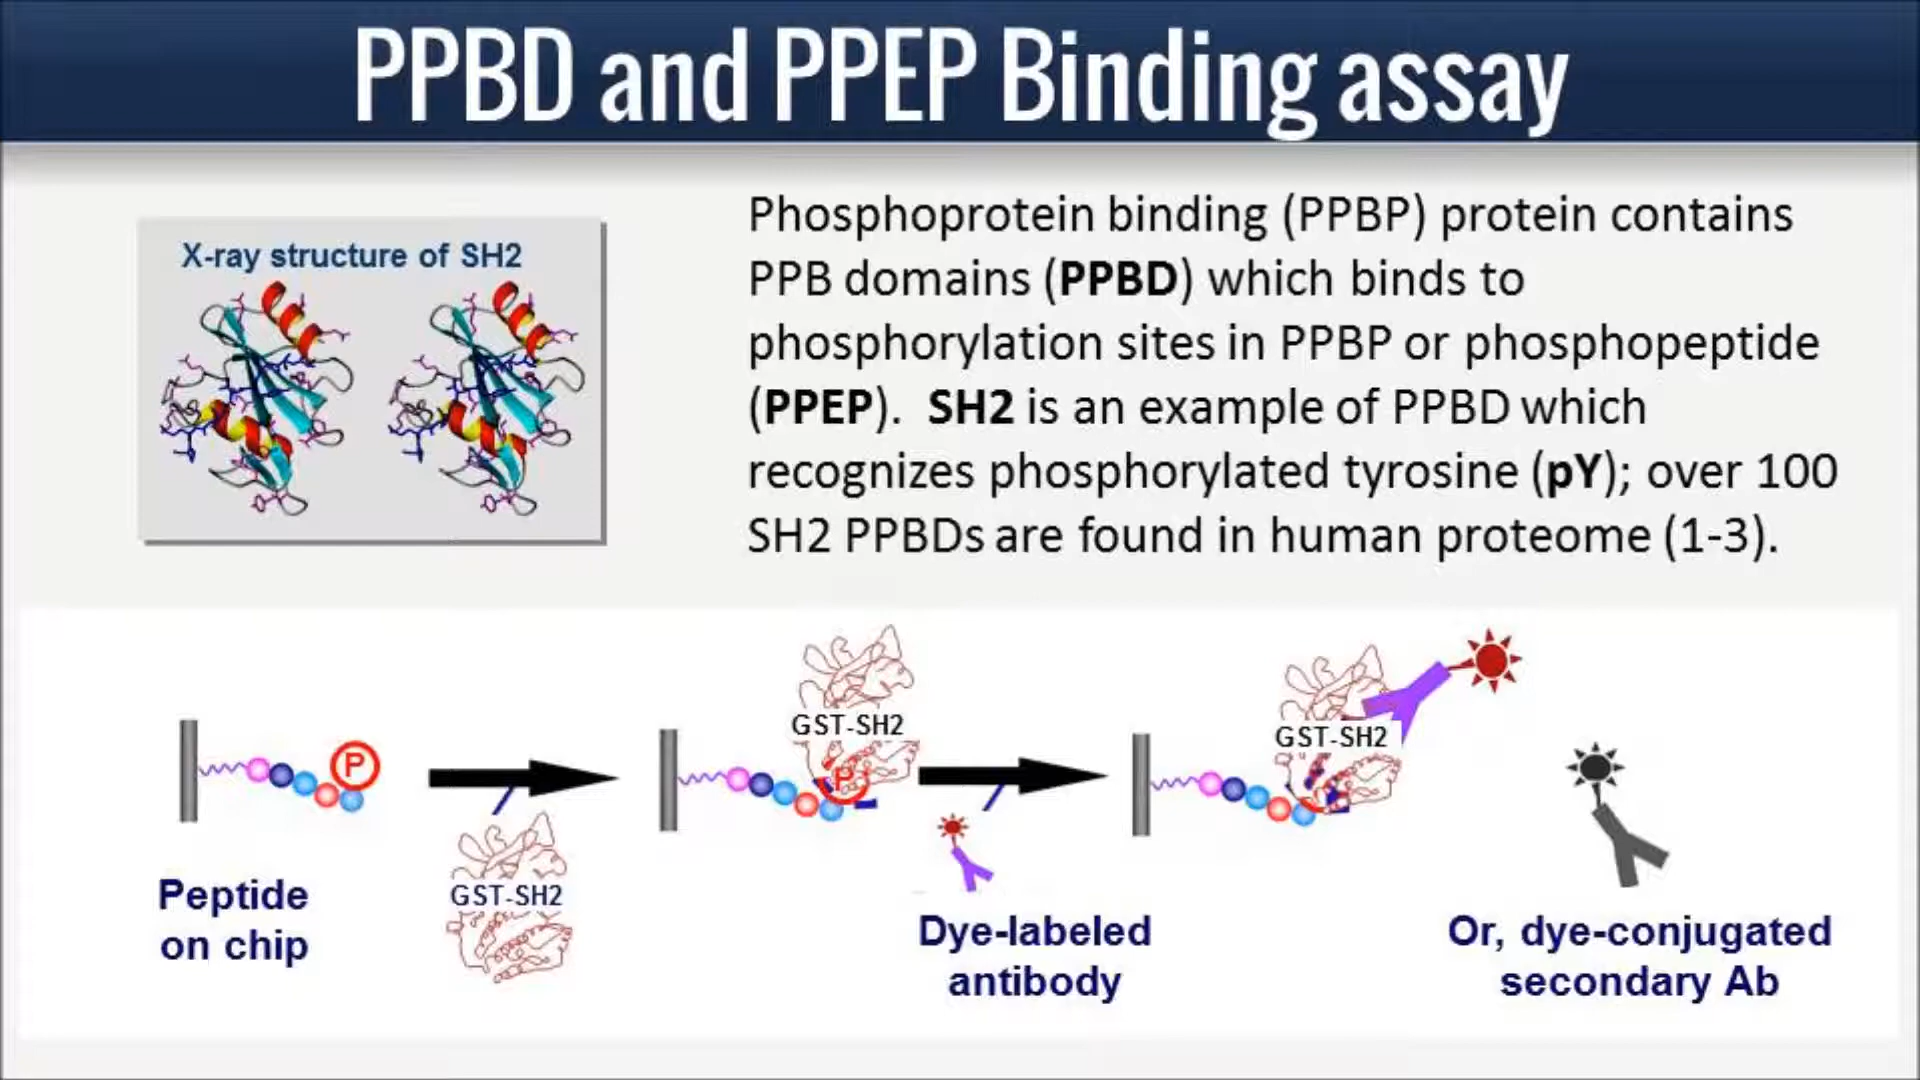 PPBD and PPEP Binding assay
X-ray structure of SH2
Phosphoprotein binding (PPBP) protein contains
PPB domains (PPBD) which binds to
phosphorylation sites in PPBP or phosphopeptide
(PPEP). SH2 is an example of PPBD which
recognizes phosphorylated tyrosine (pY); over 100
SH2 PPBDs are found in human proteome (1-3).
P
Peptide
on chip
GST-SH2
GST-SH2
P
Dye-labeled
antibody
GST-SH2
Or, dye-conjugated
secondary Ab